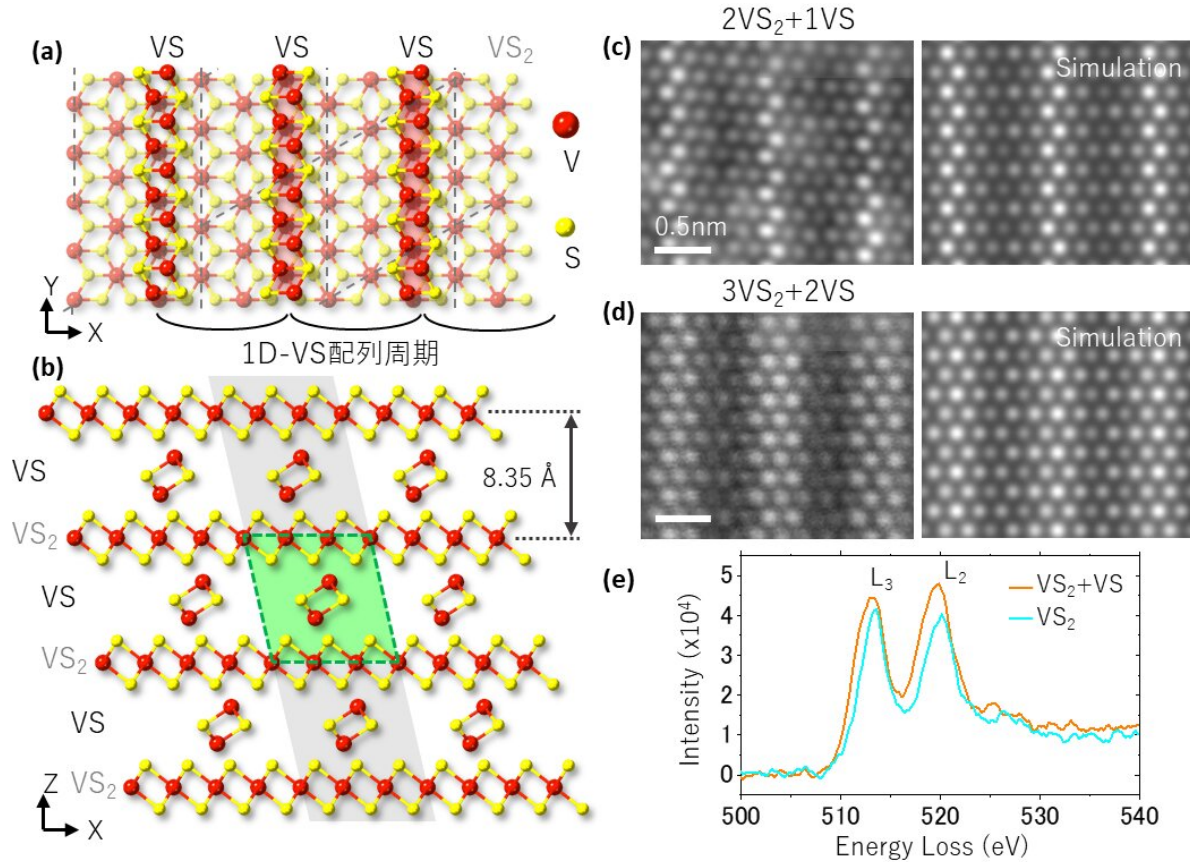 (a)
VS VS VS VS₂
V
S
Y
X
1D-VS配列周期
(b)
VS
8.35 Å
VS₂
VS
VS₂
VS
VS₂
Z
X
2VS₂+1VS
(c)
Simulation
0.5nm
3VS₂+2VS
(d)
Simulation
(e)
L₃ L₂
VS₂+VS
VS₂
Intensity (x10⁴)
5
4
3
2
1
0
500 510 520 530 540
Energy Loss (eV)